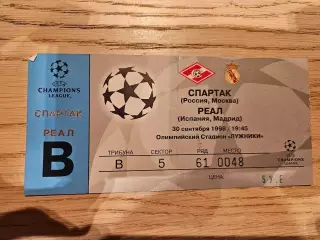 CHAMPIONS
LEAGUE
СПАРТАК
РЕАЛ
В
СПАРТАК
(Россия, Москва)
РЕАЛ
(Испания, Мадрид)
30 сентября 1998 / 19:45
Олимпийский Стадион "ЛУЖНИКИ"
ТРИБУНА СЕКТОР РЯД МЕСТО
В 5 61 0048
ЦЕНА